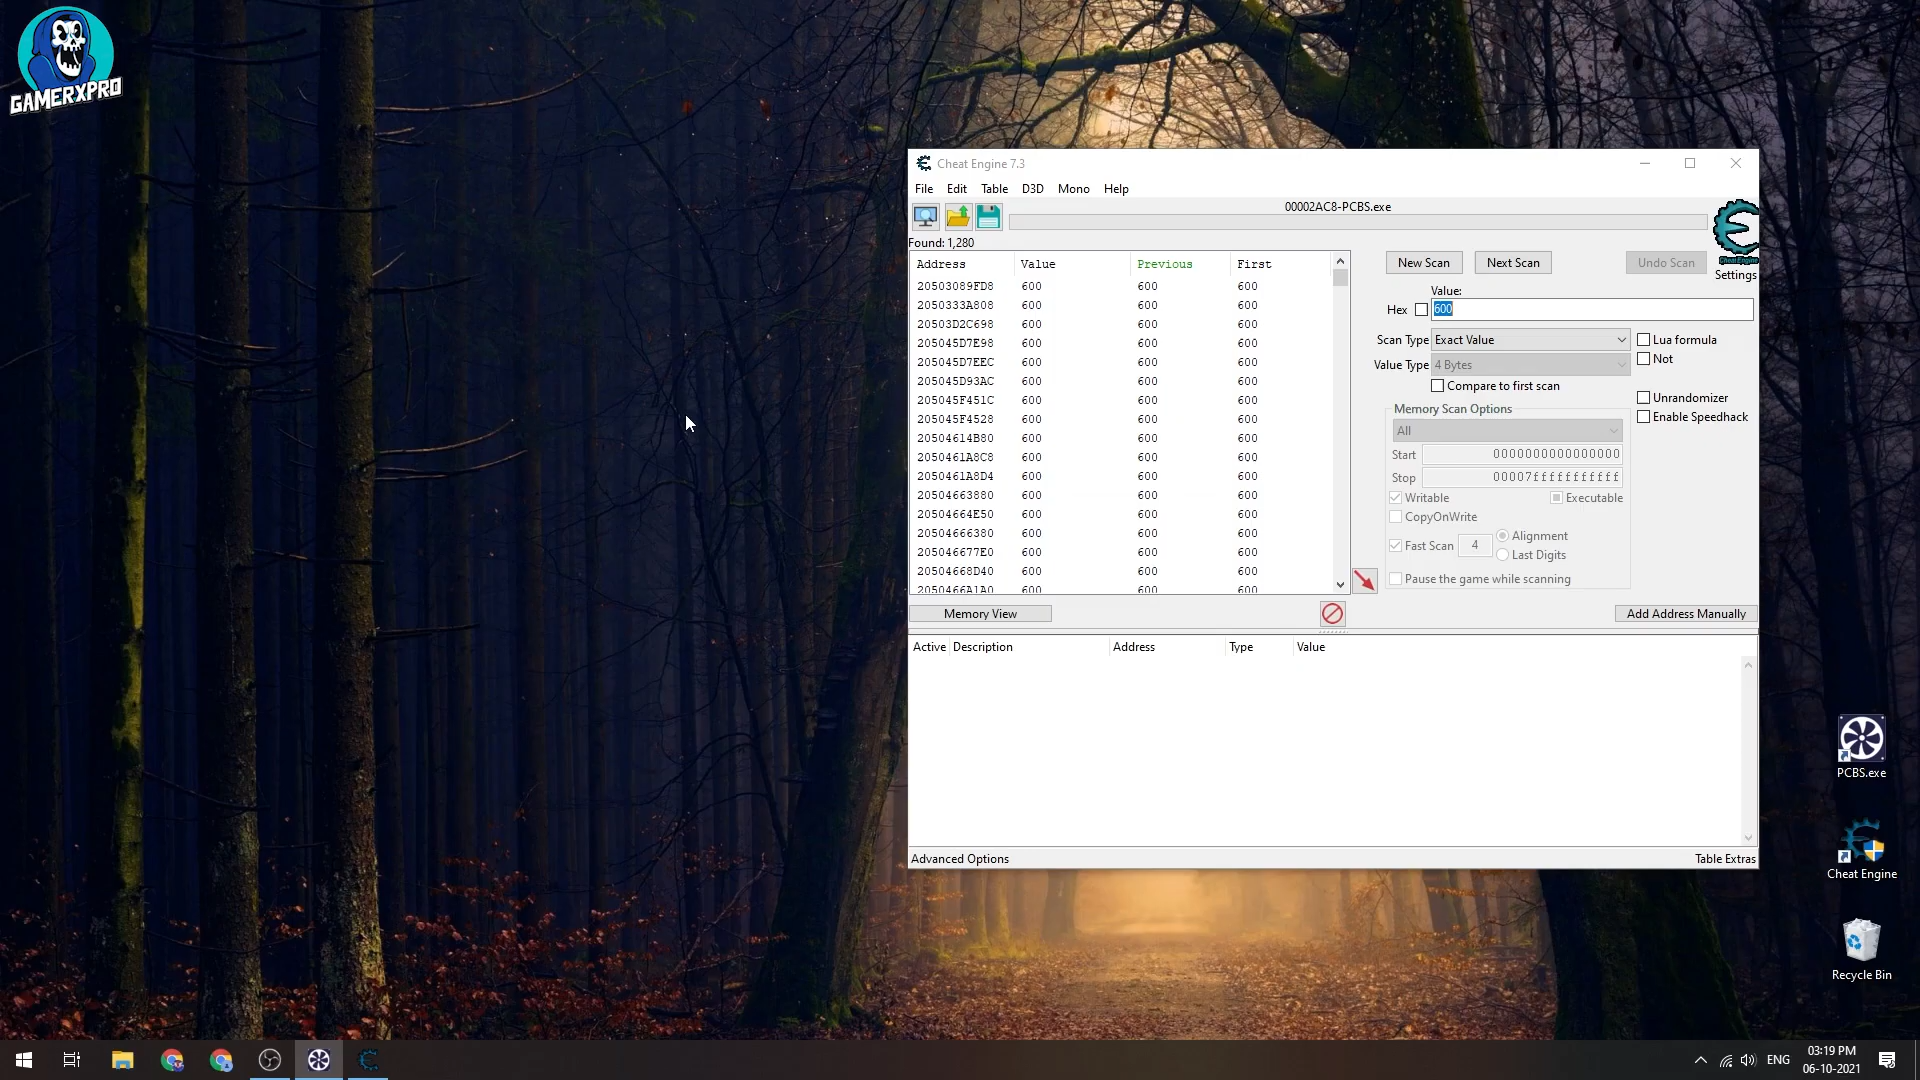 GAMERXPRO
Cheat Engine 7.3
File Edit Table D3D Mono Help
00002AC8-PCBS.exe
Found: 1,280
Settings
Address Value Previous First
20503089FD8 600 600 600
2050333A808 600 600 600
20503D2C698 600 600 600
205045D7E98 600 600 600
205045D7EEC 600 600 600
205045D93AC 600 600 600
205045F451C 600 600 600
205045F4528 600 600 600
20504614B80 600 600 600
2050461A8C8 600 600 600
2050461A8D4 600 600 600
20504663880 600 600 600
20504664E50 600 600 600
20504666380 600 600 600
205046677E0 600 600 600
20504668D40 600 600 600
2050466A1A0 600 600 600
New Scan Next Scan Undo Scan
Value:
Hex 600
Scan Type Exact Value
Lua formula
Value Type 4 Bytes
Not
Compare to first scan
Unrandomizer
Enable Speedhack
Memory Scan Options
All
Start 0000000000000000
Stop 00007fffffffffff
Writable Executable
CopyOnWrite
Fast Scan 4 Alignment
Last Digits
Pause the game while scanning
Memory View
Add Address Manually
Active Description Address Type Value
Advanced Options
Table Extras
PCBS.exe
Cheat Engine
Recycle Bin
ENG
03:19 PM
06-10-2021